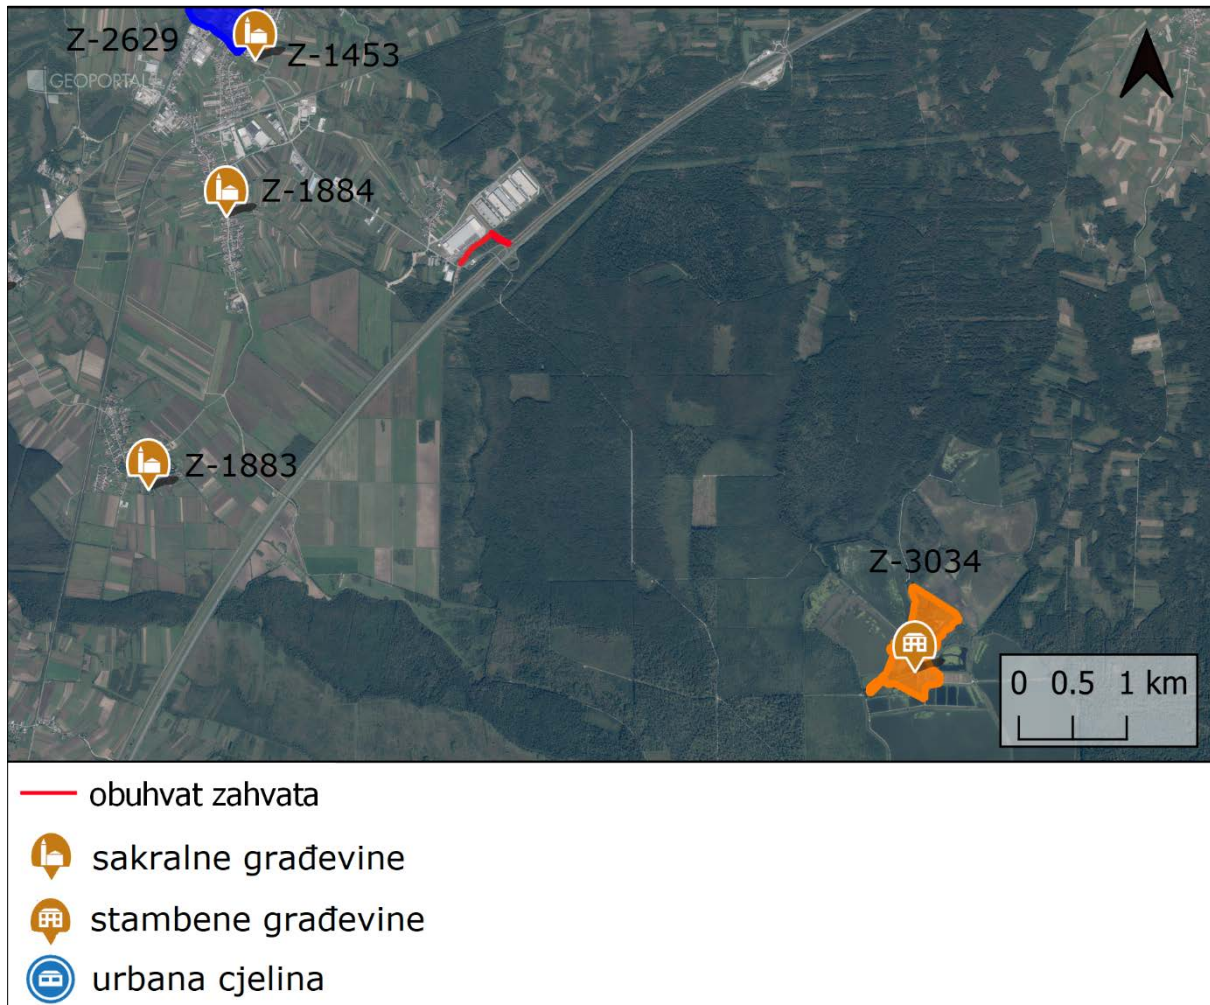 Z-2629
Z-1453
GEOPORTAL
Z-1884
Z-1883
Z-3034
0 0.5 1 km
obuhvat zahvata
sakralne građevine
stambene građevine
urbana cjelina